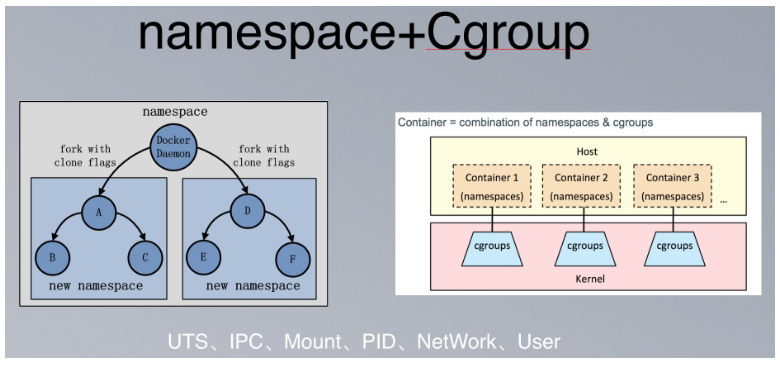 namespace+Cgroup
namespace
Docker
Daemon
fork with
clone flags
fork with
clone flags
A
B
C
new namespace
D
E
F
new namespace
Container = combination of namespaces & cgroups
Host
Container 1
(namespaces)
Container 2
(namespaces)
Container 3
(namespaces)
...
cgroups
cgroups
cgroups
Kernel
UTS、IPC、Mount、PID、NetWork、User